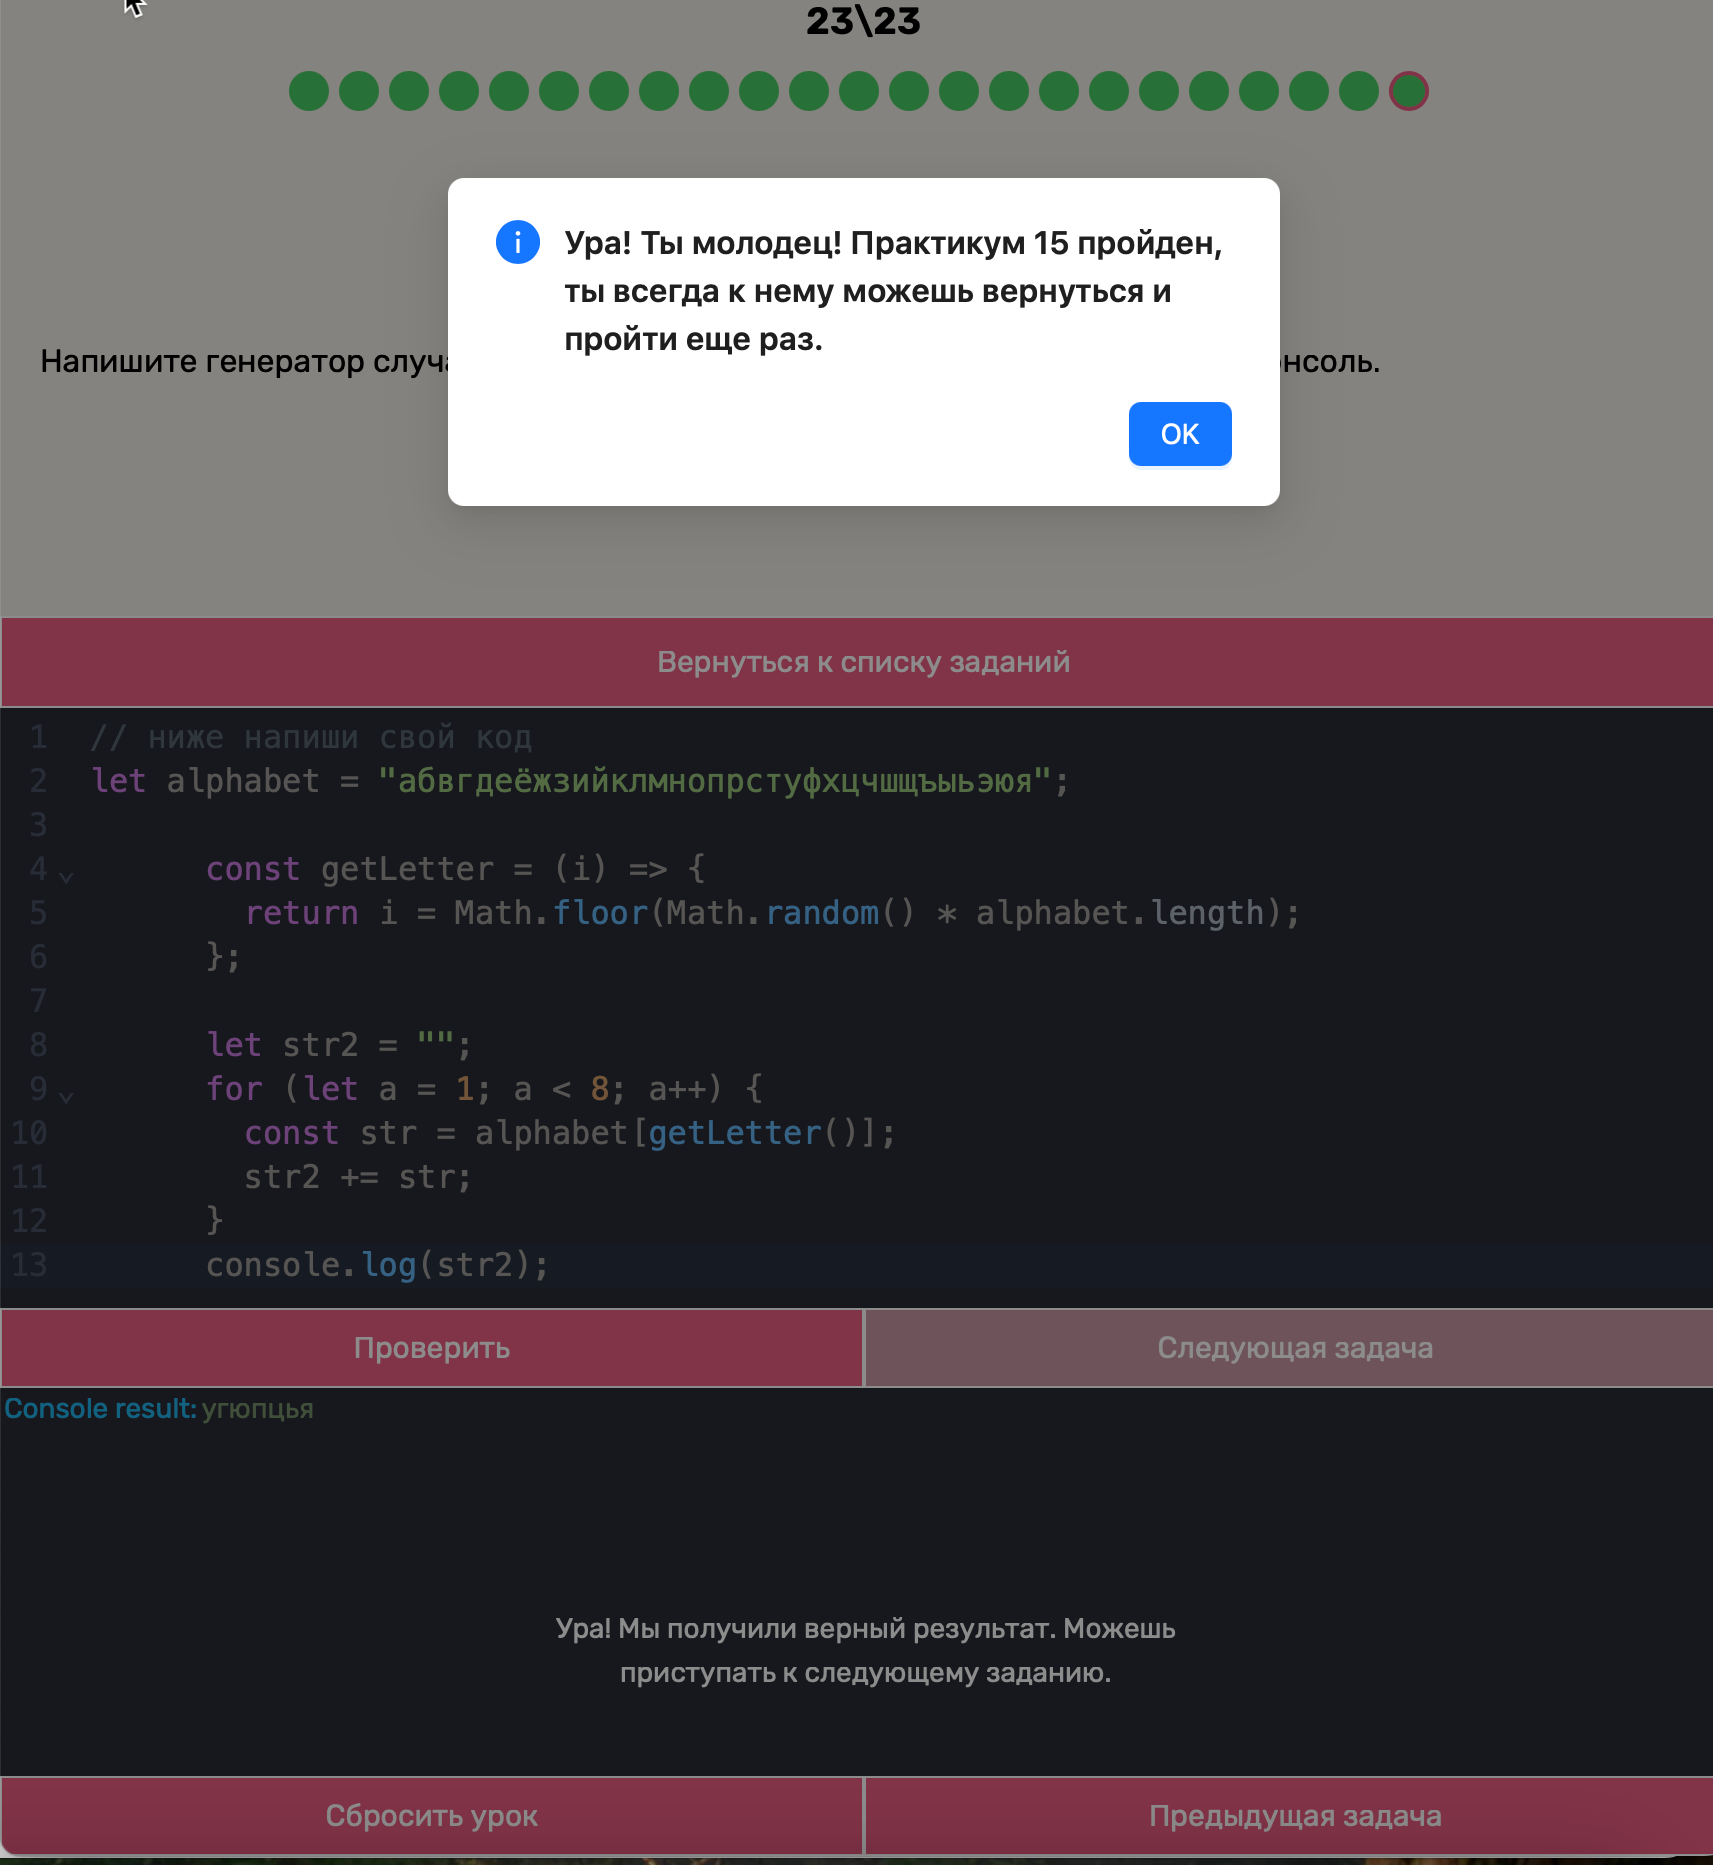 23\23
Ура! Ты молодец! Практикум 15 пройден,
ты всегда к нему можешь вернуться и
пройти еще раз.
Напишите генератор
OK
Вернуться к списку заданий
1 // ниже напиши свой код
2 let alphabet = "абвгдеёжзийклмнопрстуфхцчшщъыьэюя";
3
4 const getLetter = (i) => {
5 return i = Math.floor(Math.random() * alphabet.length);
6 };
7
8 let str2 = "";
9 for (let a = 1; a < 8; a++) {
10 const str = alphabet[getLetter()];
11 str2 += str;
12 }
13 console.log(str2);
Проверить
Следующая задача
Console result: угюпцья
Ура! Мы получили верный результат. Можешь
приступать к следующему заданию.
Сбросить урок
Предыдущая задача